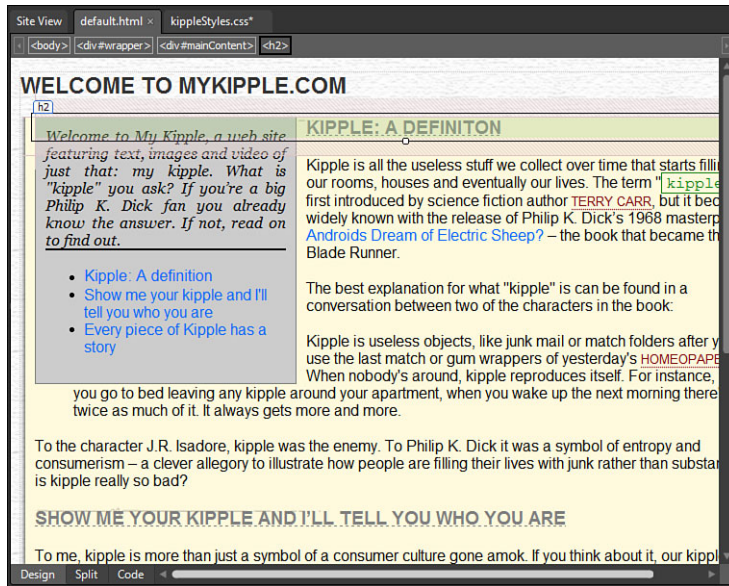 Site View default.html × kippleStyles.css*
<body> <div#wrapper> <div#mainContent> <h2>
WELCOME TO MYKIPPLE.COM
h2
Welcome to My Kipple, a web site
featuring text, images and video of
just that: my kipple. What is
"kipple" you ask? If you're a big
Philip K. Dick fan you already
know the answer. If not, read on
to find out.
Kipple: A definition
Show me your kipple and I'll
tell you who you are
Every piece of Kipple has a
story
KIPPLE: A DEFINITON
Kipple is all the useless stuff we collect over time that starts
our rooms, houses and eventually our lives. The term "kipple
first introduced by science fiction author TERRY CARR, but it
widely known with the release of Philip K. Dick's 1968
Androids Dream of Electric Sheep? – the book that became
Blade Runner.
The best explanation for what "kipple" is can be found in a
conversation between two of the characters in the book:
Kipple is useless objects, like junk mail or match folders after
use the last match or gum wrappers of yesterday's
When nobody's around, kipple reproduces itself. For instance,
you go to bed leaving any kipple around your apartment, when you wake up the next morning there
twice as much of it. It always gets more and more.
To the character J.R. Isadore, kipple was the enemy. To Philip K. Dick it was a symbol of entropy and
consumerism – a clever allegory to illustrate how people are filling their lives with junk rather than
is kipple really so bad?
SHOW ME YOUR KIPPLE AND I'LL TELL YOU WHO YOU ARE
To me, kipple is more than just a symbol of a consumer culture gone amok. If you think about it, our
Design Split Code